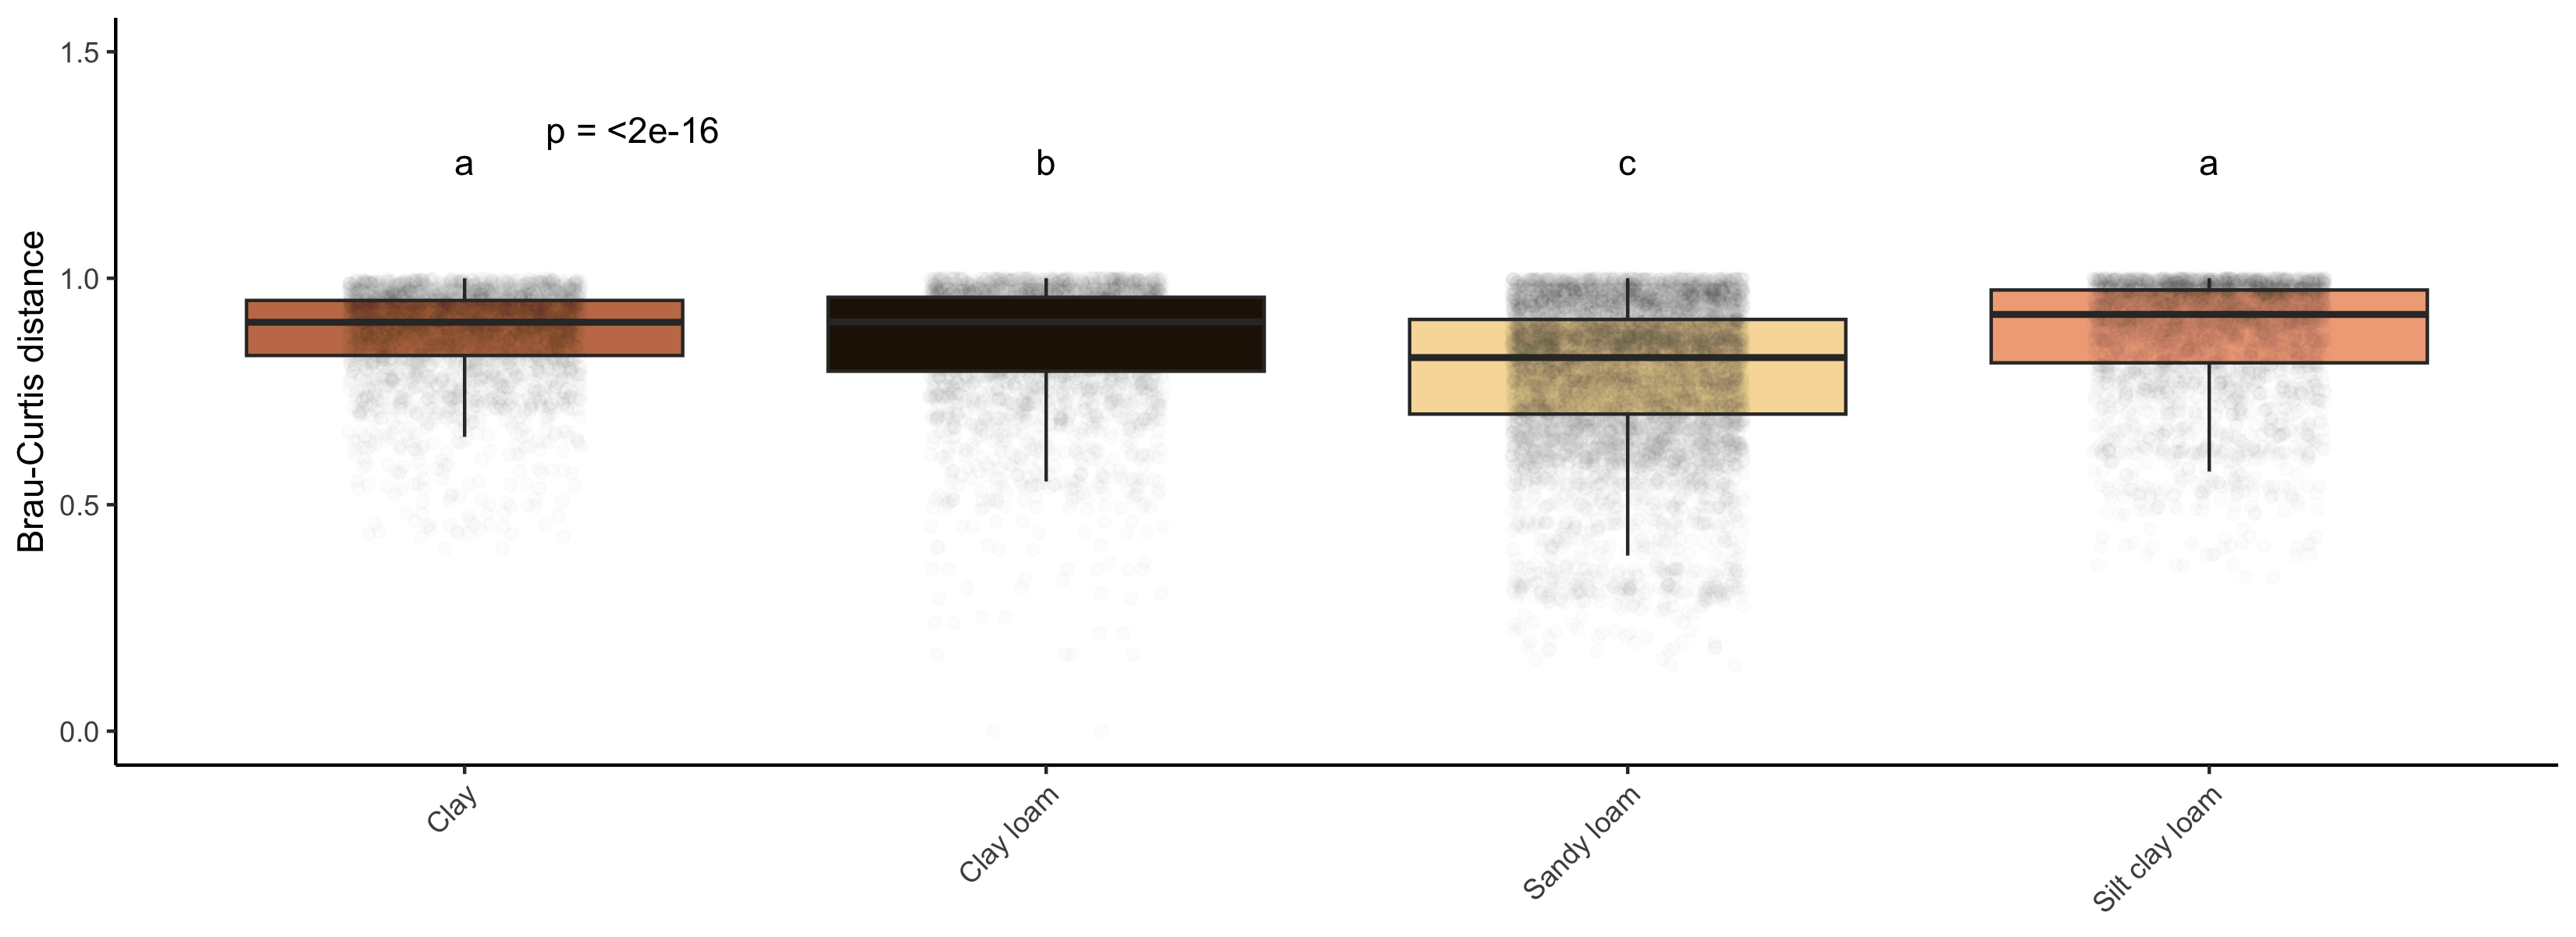 Brau-Curtis distance
1.5
1.0
0.5
0.0
p = <2e-16
a
b
c
a
Clay
Clay loam
Sandy loam
Silt clay loam